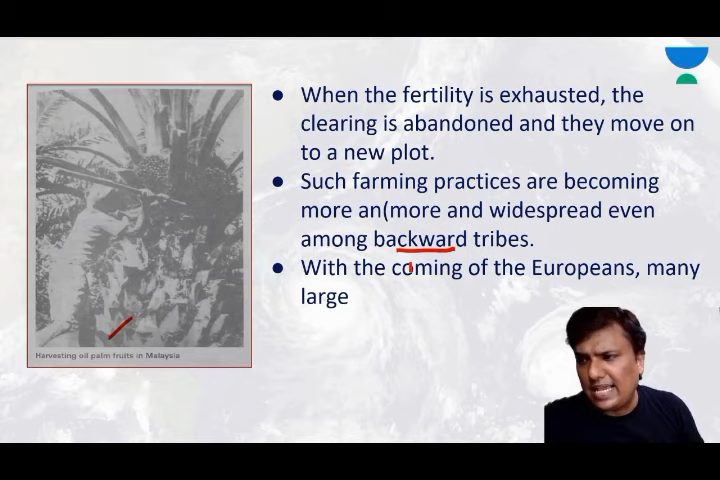 ● When the fertility is exhausted, the
clearing is abandoned and they move on
to a new plot.
● Such farming practices are becoming
more an(more and widespread even
among backward tribes.
● With the coming of the Europeans, many
large
Harvesting oil palm fruits in Malaysia